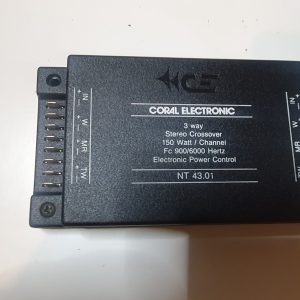 CE
CORAL ELECTRONIC
3 way
Stereo Crossover
150 Watt / Channel
Fc 900/6000 Hertz
Electronic Power Control
NT 43.01
IN
+ -
W
+ -
MR
+ -
TW
+ -
IN
W
MR